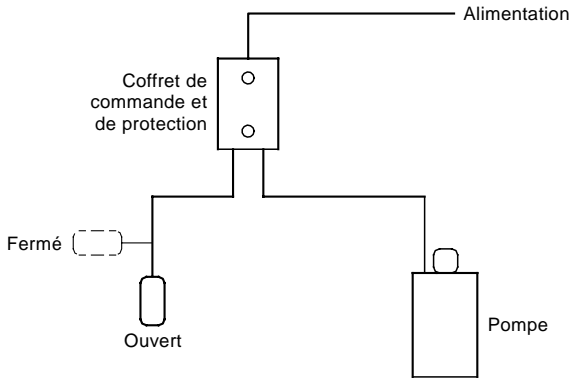 Alimentation
Coffret de
commande et
de protection
Fermé
Ouvert
Pompe